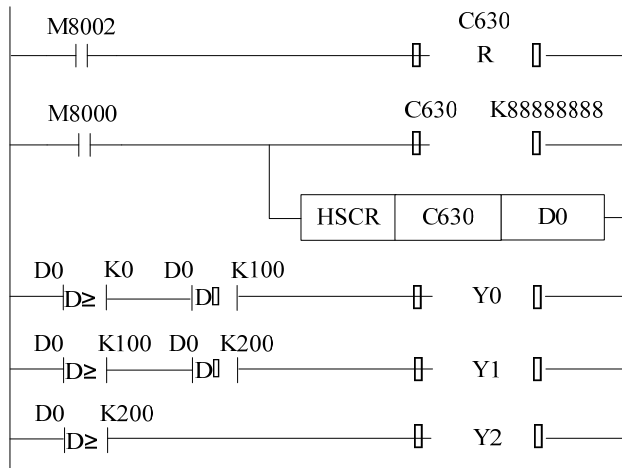 C630
M8002
R
M8000 C630 K88888888
HSCR C630 D0
D0 K0 D0 K100
D≥ D Y0
D0 K100 D0 K200
D≥ D Y1
D0 K200
D≥ Y2